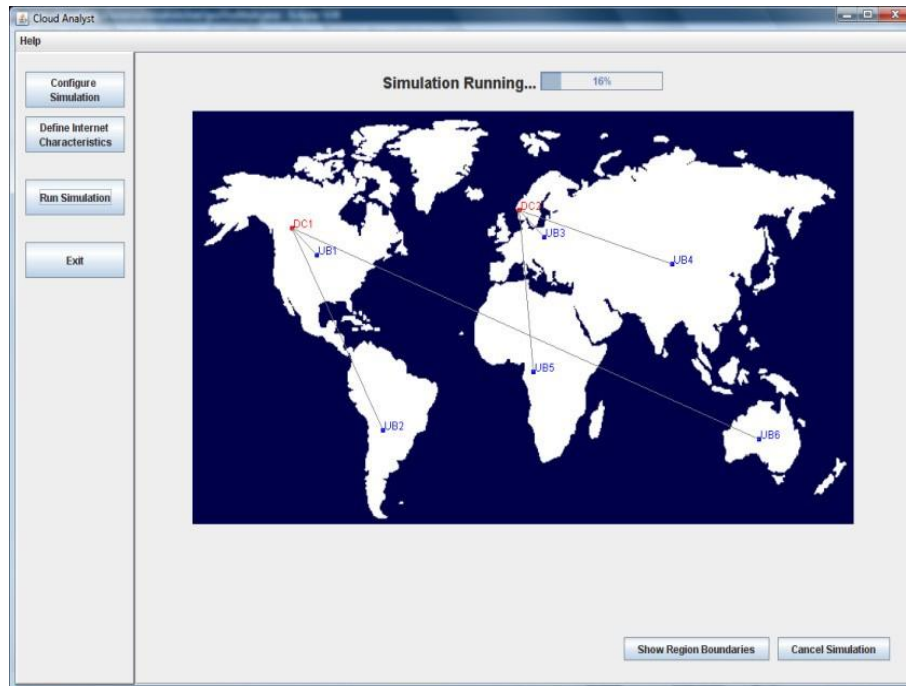 Cloud Analyst
Help
Configure
Simulation
Define Internet
Characteristics
Run Simulation
Exit
Simulation Running... 16%
DC1
UB1
DC2
UB3
UB4
UB5
UB2
UB6
Show Region Boundaries
Cancel Simulation